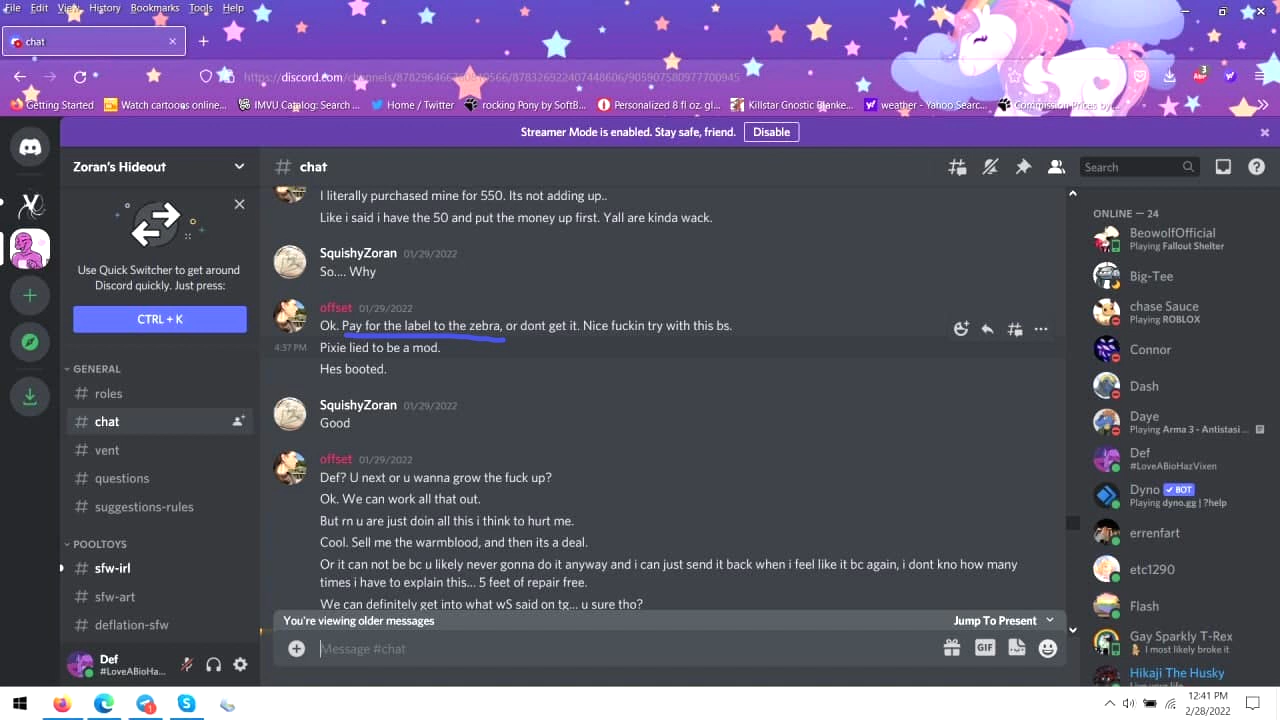 File Edit View History Bookmarks Tools Help
chat
discord.com
Getting Started Watch cartoons online... IMVU Catalog: Search ... Home / Twitter rocking Pony by SoftB... Personalized 8 fl oz. gl... Killstar Gnostic Blanke... weather - Yahoo Searc... Commission Prices by...
Streamer Mode is enabled. Stay safe, friend. Disable
Zoran's Hideout
# chat
Search
Use Quick Switcher to get around
Discord quickly. Just press:
CTRL + K
GENERAL
# roles
# chat
# vent
# questions
# suggestions-rules
POOLTOYS
# sfw-irl
# sfw-art
# deflation-sfw
Def
#LoveABioHa...
I literally purchased mine for 550. Its not adding up..
Like i said i have the 50 and put the money up first. Yall are kinda wack.
SquishyZoran 01/29/2022
So.... Why
offset 01/29/2022
Ok. Pay for the label to the zebra, or dont get it. Nice fuckin try with this bs.
4:37 PM Pixie lied to be a mod.
Hes booted.
SquishyZoran 01/29/2022
Good
offset 01/29/2022
Def? U next or u wanna grow the fuck up?
Ok. We can work all that out.
But rn u are just doin all this i think to hurt me.
Cool. Sell me the warmblood, and then its a deal.
Or it can not be bc u likely never gonna do it anyway and i can just send it back when i feel like it bc again, i dont kno how many
times i have to explain this... 5 feet of repair free.
We can definitely get into what wS said on tg... u sure tho?
You're viewing older messages Jump To Present
Message #chat
GIF
ONLINE — 24
BeowolfOfficial
Playing Fallout Shelter
Big-Tee
chase Sauce
Playing ROBLOX
Connor
Dash
Daye
Playing Arma 3 - Antistasi ...
Def
#LoveABioHazVixen
Dyno BOT
Playing dyno.gg | ?help
errenfart
etc1290
Flash
Gay Sparkly T-Rex
I most likely broke it
Hikaji The Husky
12:41 PM
2/28/2022